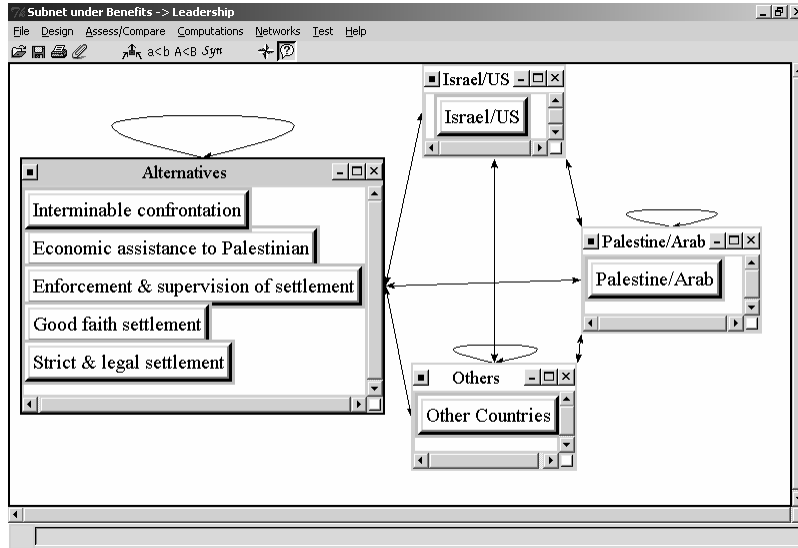 Subnet under Benefits -> Leadership
File Design Assess/Compare Computations Networks Test Help
a<b A<B Syn
Israel/US
Israel/US
Alternatives
Interminable confrontation
Economic assistance to Palestinian
Enforcement & supervision of settlement
Good faith settlement
Strict & legal settlement
Palestine/Arab
Palestine/Arab
Others
Other Countries